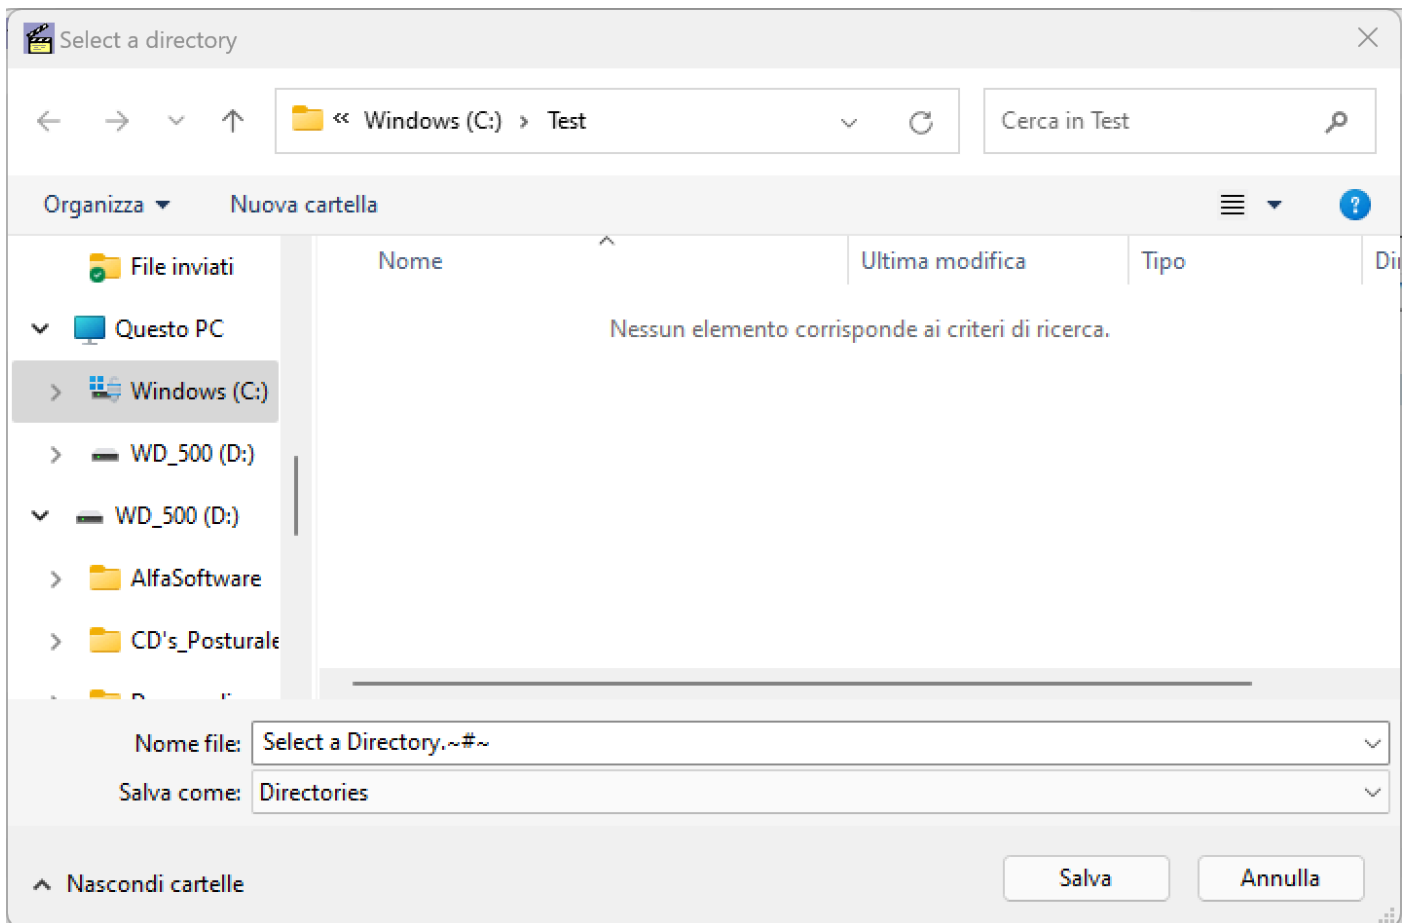 Select a directory
« Windows (C:) › Test
Cerca in Test
Organizza
Nuova cartella
?
Nome
Ultima modifica
Tipo
File inviati
Nessun elemento corrisponde ai criteri di ricerca.
Questo PC
Windows (C:)
WD_500 (D:)
WD_500 (D:)
AlfaSoftware
CD's_Posturale
Nome file: Select a Directory.~#~
Salva come: Directories
Nascondi cartelle
Salva
Annulla